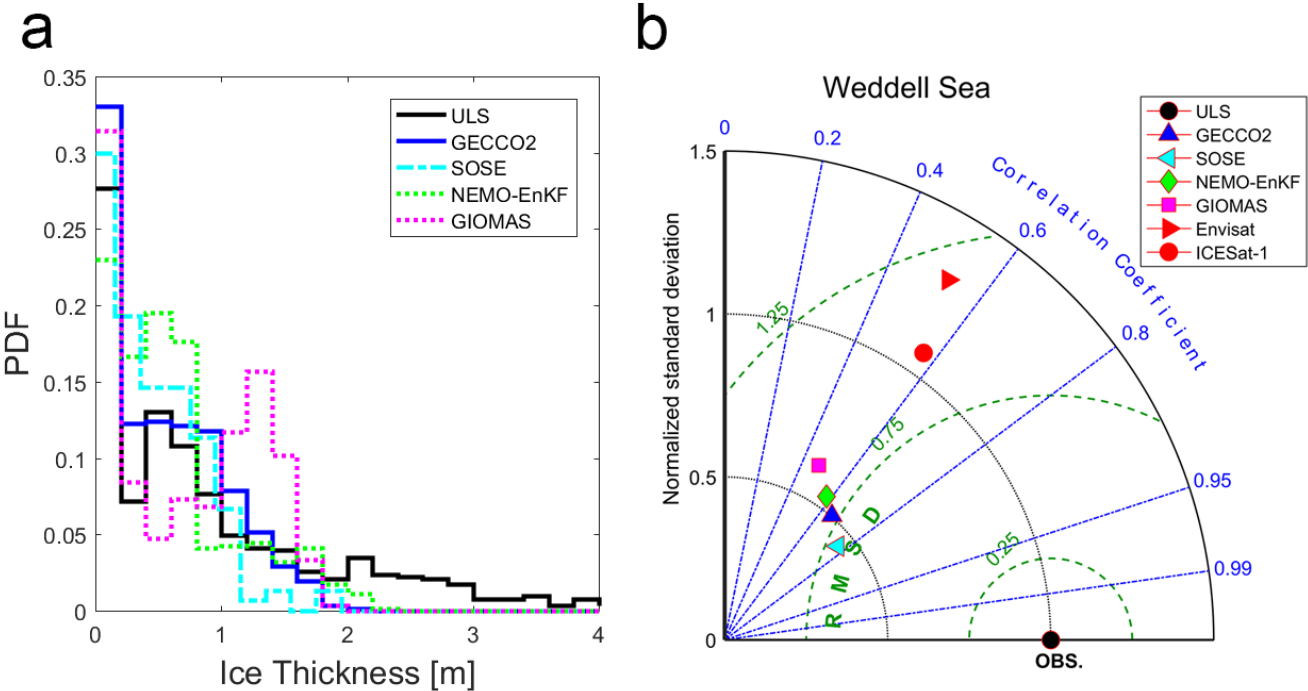 a
0.35
0.3
0.25
0.2
0.15
0.1
0.05
0
PDF
0
1
2
3
4
Ice Thickness [m]
ULS
GECCO2
SOSE
NEMO-EnKF
GIOMAS
b
Weddell Sea
ULS
GECCO2
SOSE
NEMO-EnKF
GIOMAS
Envisat
ICESat-1
Normalized standard deviation
1.5
1
0.5
0
0
0.2
0.4
0.6
0.8
0.95
0.99
Correlation Coefficient
1.25
0.75
0.25
RMSD
OBS.